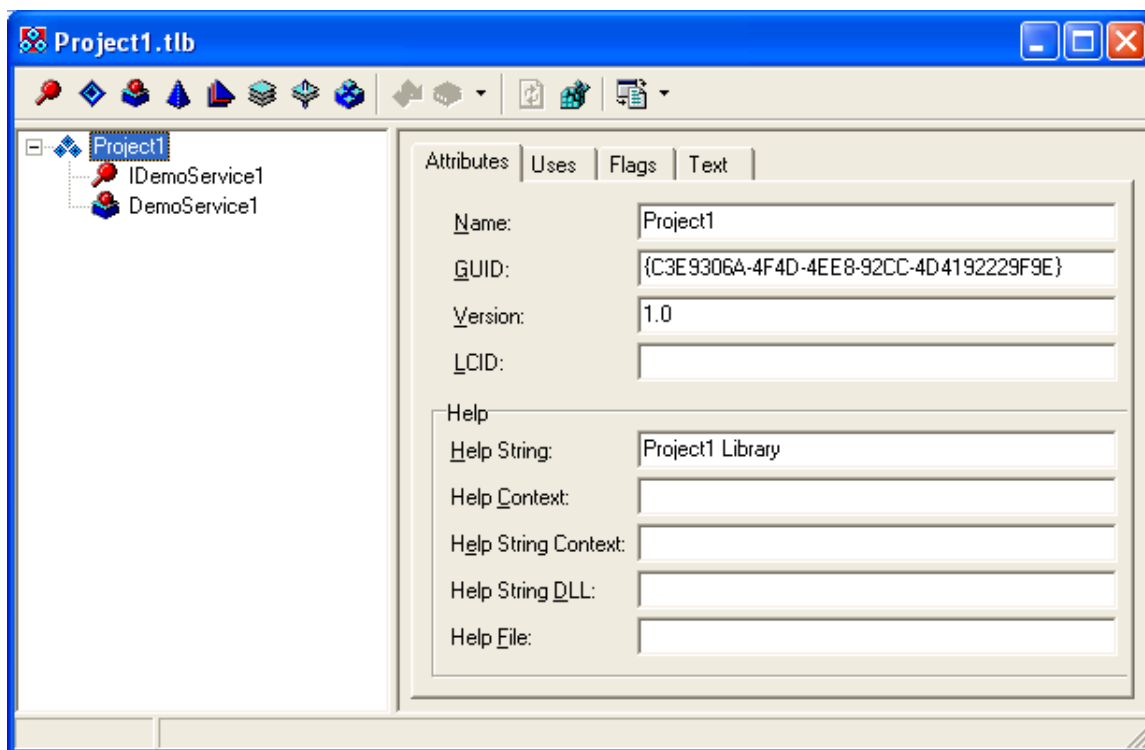 Project1.tlb
Project1
IDemoService1
DemoService1
Attributes Uses Flags Text
Name: Project1
GUID: {C3E9306A-4F4D-4EE8-92CC-4D4192229F9E}
Version: 1.0
LCID:
Help
Help String: Project1 Library
Help Context:
Help String Context:
Help String DLL:
Help File: